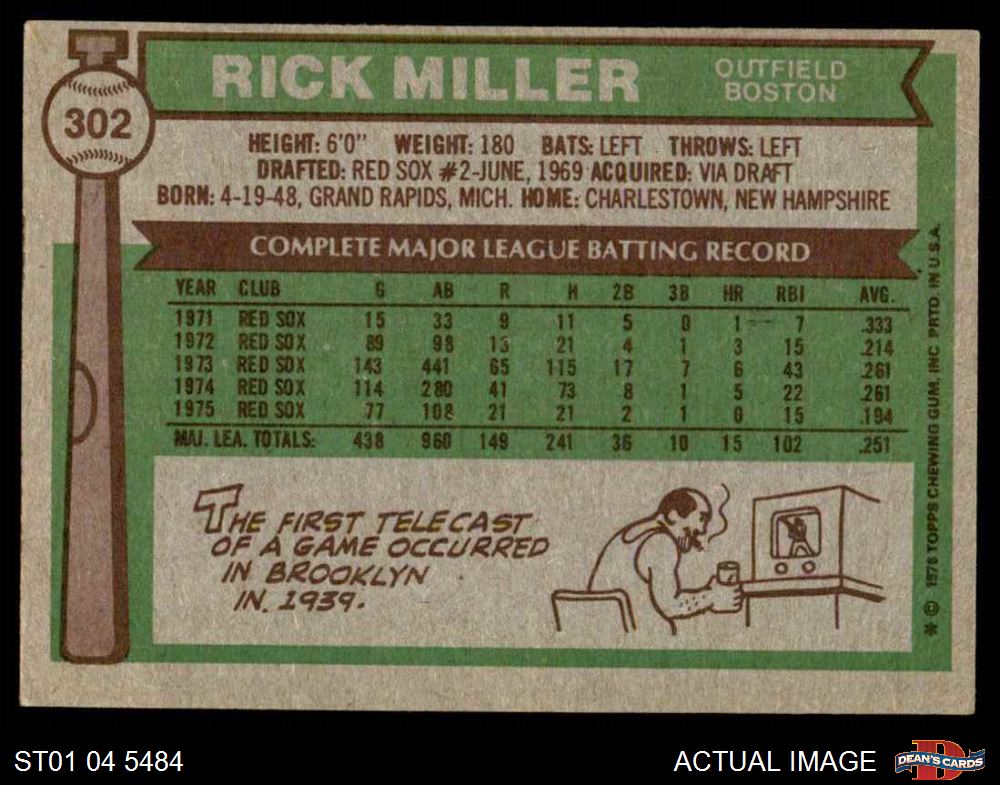 302
RICK MILLER
OUTFIELD
BOSTON
HEIGHT: 6'0" WEIGHT: 180 BATS: LEFT THROWS: LEFT
DRAFTED: RED SOX #2-JUNE, 1969 ACQUIRED: VIA DRAFT
BORN: 4-19-48, GRAND RAPIDS, MICH. HOME: CHARLESTOWN, NEW HAMPSHIRE
COMPLETE MAJOR LEAGUE BATTING RECORD
YEAR CLUB G AB R H 2B 3B HR RBI AVG.
1971 RED SOX 15 33 9 11 5 0 1 7 .333
1972 RED SOX 89 98 13 21 4 1 3 15 .214
1973 RED SOX 143 441 65 115 17 7 6 43 .261
1974 RED SOX 114 280 41 73 8 1 5 22 .261
1975 RED SOX 77 108 21 21 2 1 0 15 .194
MAJ. LEA. TOTALS: 438 960 149 241 36 10 15 102 .251
THE FIRST TELECAST
OF A GAME OCCURRED
IN BROOKLYN
IN 1939.
* © 1976 TOPPS CHEWING GUM, INC PRTD. IN U.S.A.
ST01 04 5484
ACTUAL IMAGE
D
DEAN'S CARDS